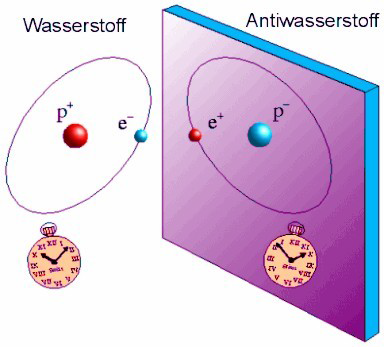 Wasserstoff
Antiwasserstoff
p⁺
e⁻
e⁺
p⁻